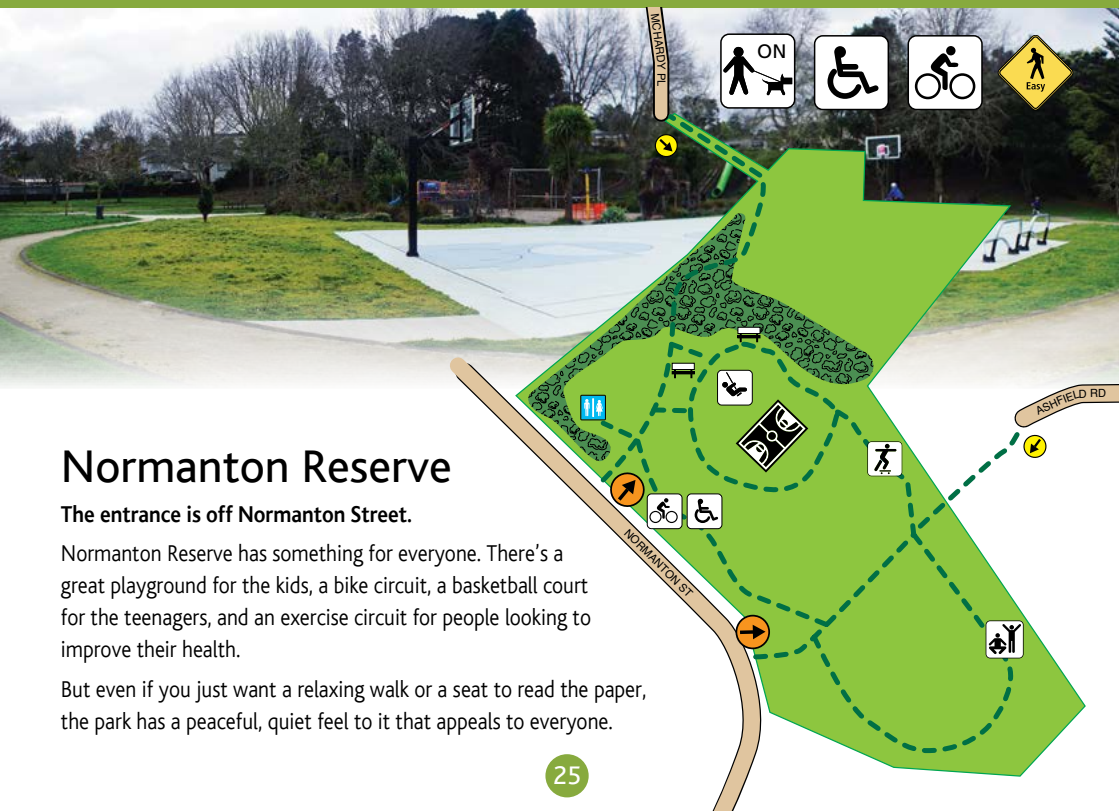 MCHARDY PL
ON
Easy
ASHFIELD RD
NORMANTON ST
Normanton Reserve
The entrance is off Normanton Street.
Normanton Reserve has something for everyone. There’s a
great playground for the kids, a bike circuit, a basketball court
for the teenagers, and an exercise circuit for people looking to
improve their health.
But even if you just want a relaxing walk or a seat to read the paper,
the park has a peaceful, quiet feel to it that appeals to everyone.
25